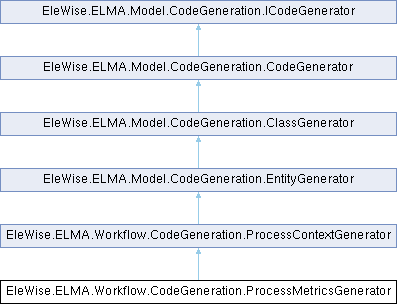 EleWise.ELMA.Model.CodeGeneration.ICodeGenerator
EleWise.ELMA.Model.CodeGeneration.CodeGenerator
EleWise.ELMA.Model.CodeGeneration.ClassGenerator
EleWise.ELMA.Model.CodeGeneration.EntityGenerator
EleWise.ELMA.Workflow.CodeGeneration.ProcessContextGenerator
EleWise.ELMA.Workflow.CodeGeneration.ProcessMetricsGenerator